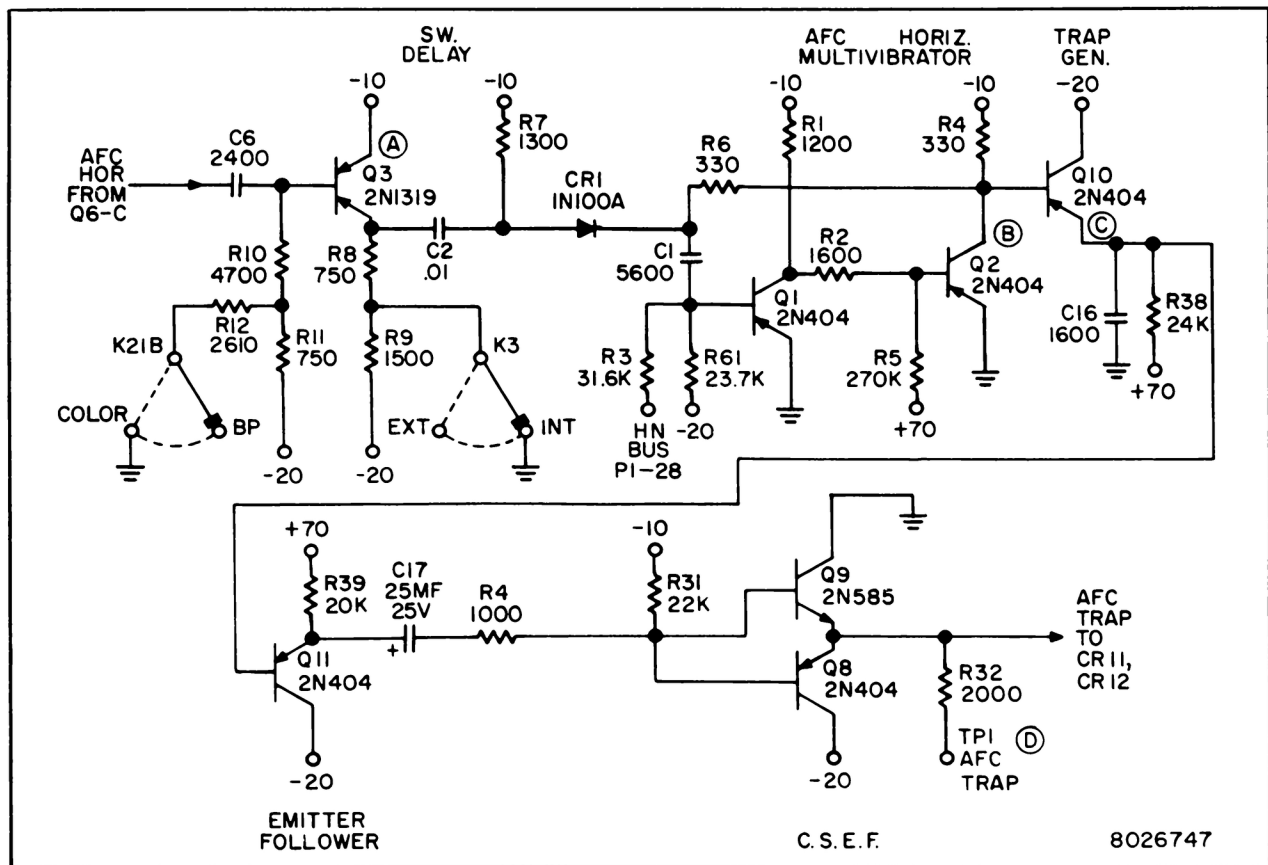 SW.
DELAY
AFC HORIZ.
MULTIVIBRATOR
TRAP
GEN.
-10
-10
-10
-10
-20
AFC
HOR
FROM
Q6-C
C6
2400
A
Q3
2N1319
R7
1300
CR1
1N100A
R6
330
R1
1200
R4
330
Q10
2N404
C
R10
4700
R8
750
C2
.01
C1
5600
R2
1600
B
Q2
2N404
Q1
2N404
C16
1600
R38
24K
+70
R12
2610
R11
750
R9
1500
K21B
K3
R3
31.6K
R61
23.7K
R5
270K
+70
COLOR
BP
EXT
INT
-20
-20
HN
BUS
P1-28
-20
+70
R39
20K
C17
25MF
25V
+
R4
1000
-10
R31
22K
Q9
2N585
Q11
2N404
Q8
2N404
R32
2000
AFC
TRAP
TO
CR11,
CR12
-20
-20
TP1
AFC
TRAP
D
EMITTER
FOLLOWER
C.S.E.F.
8026747